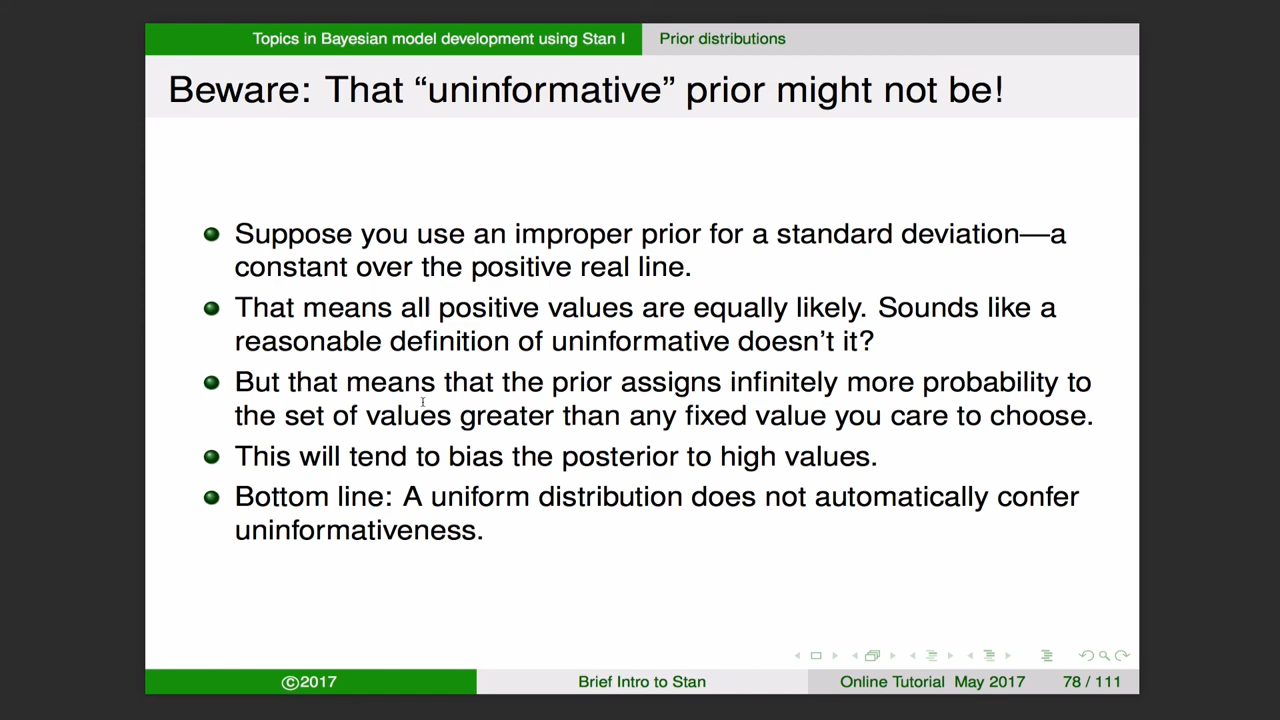 Topics in Bayesian model development using Stan I Prior distributions
Beware: That “uninformative” prior might not be!
Suppose you use an improper prior for a standard deviation—a
constant over the positive real line.
That means all positive values are equally likely. Sounds like a
reasonable definition of uninformative doesn’t it?
But that means that the prior assigns infinitely more probability to
the set of values greater than any fixed value you care to choose.
This will tend to bias the posterior to high values.
Bottom line: A uniform distribution does not automatically confer
uninformativeness.
©2017 Brief Intro to Stan Online Tutorial May 2017 78 / 111